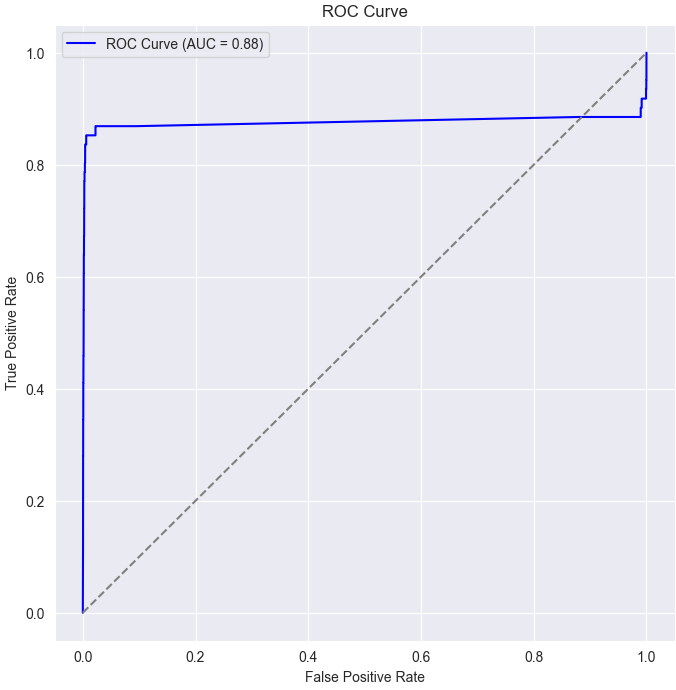 ROC Curve
ROC Curve (AUC = 0.88)
1.0
0.8
0.6
0.4
0.2
0.0
True Positive Rate
0.0 0.2 0.4 0.6 0.8 1.0
False Positive Rate